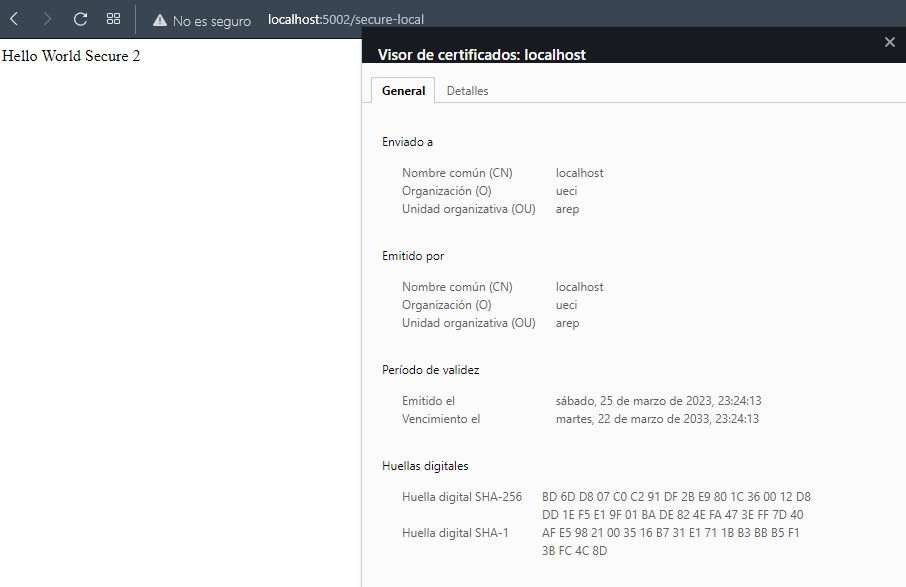 No es seguro localhost:5002/secure-local
Hello World Secure 2
Visor de certificados: localhost
General Detalles
Enviado a
Nombre común (CN) localhost
Organización (O) ueci
Unidad organizativa (OU) arep
Emitido por
Nombre común (CN) localhost
Organización (O) ueci
Unidad organizativa (OU) arep
Período de validez
Emitido el sábado, 25 de marzo de 2023, 23:24:13
Vencimiento el martes, 22 de marzo de 2033, 23:24:13
Huellas digitales
Huella digital SHA-256 BD 6D D8 07 C0 C2 91 DF 2B E9 80 1C 36 00 12 D8
DD 1E F5 E1 9F 01 BA DE 82 4E FA 47 3E FF 7D 40
Huella digital SHA-1 AF E5 98 21 00 35 16 B7 31 E1 71 1B B3 BB B5 F1
3B FC 4C 8D